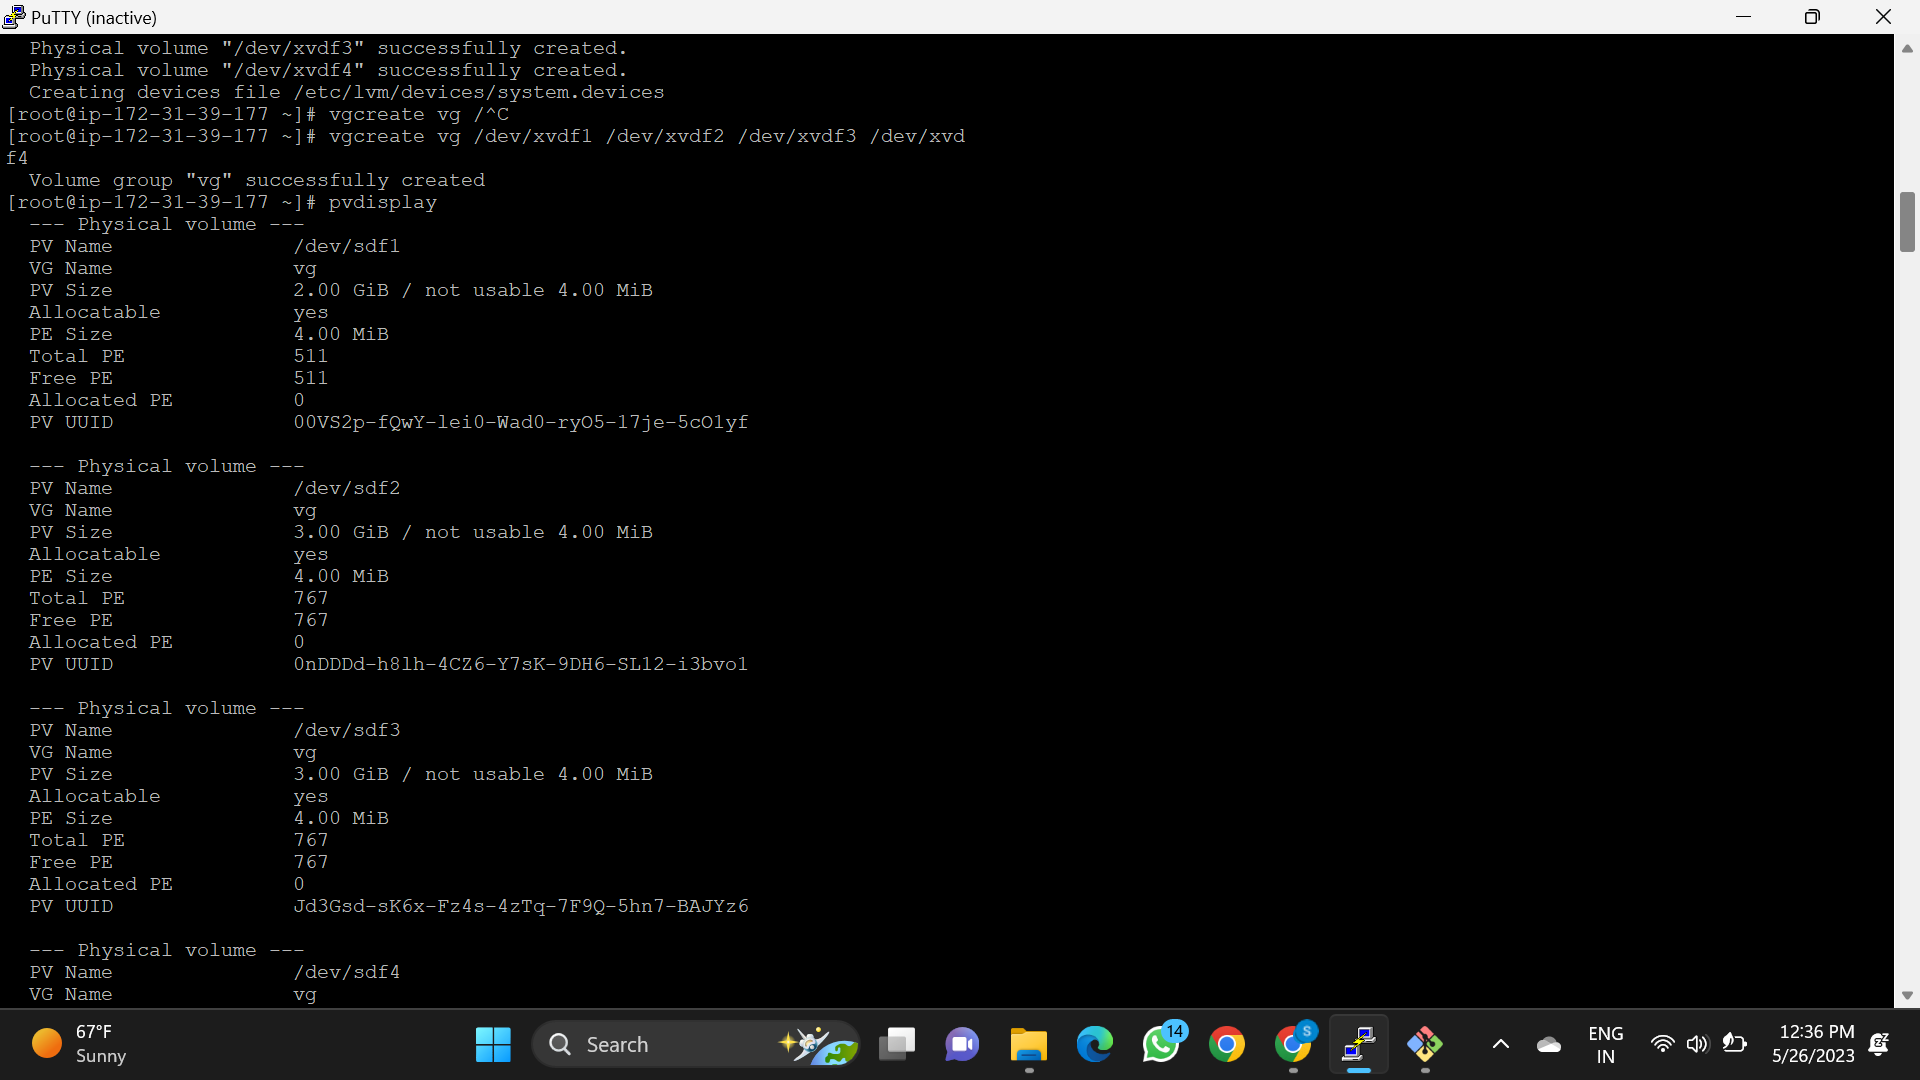 PuTTY (inactive)
Physical volume "/dev/xvdf3" successfully created.
Physical volume "/dev/xvdf4" successfully created.
Creating devices file /etc/lvm/devices/system.devices
[root@ip-172-31-39-177 ~]# vgcreate vg /^C
[root@ip-172-31-39-177 ~]# vgcreate vg /dev/xvdf1 /dev/xvdf2 /dev/xvdf3 /dev/xvd
f4
Volume group "vg" successfully created
[root@ip-172-31-39-177 ~]# pvdisplay
--- Physical volume ---
PV Name /dev/sdf1
VG Name vg
PV Size 2.00 GiB / not usable 4.00 MiB
Allocatable yes
PE Size 4.00 MiB
Total PE 511
Free PE 511
Allocated PE 0
PV UUID 00VS2p-fQwY-lei0-Wad0-ryO5-17je-5cO1yf
--- Physical volume ---
PV Name /dev/sdf2
VG Name vg
PV Size 3.00 GiB / not usable 4.00 MiB
Allocatable yes
PE Size 4.00 MiB
Total PE 767
Free PE 767
Allocated PE 0
PV UUID 0nDDDd-h8lh-4CZ6-Y7sK-9DH6-SL12-i3bvo1
--- Physical volume ---
PV Name /dev/sdf3
VG Name vg
PV Size 3.00 GiB / not usable 4.00 MiB
Allocatable yes
PE Size 4.00 MiB
Total PE 767
Free PE 767
Allocated PE 0
PV UUID Jd3Gsd-sK6x-Fz4s-4zTq-7F9Q-5hn7-BAJYz6
--- Physical volume ---
PV Name /dev/sdf4
VG Name vg
67°F
Sunny
Search
14
S
ENG
IN
12:36 PM
5/26/2023